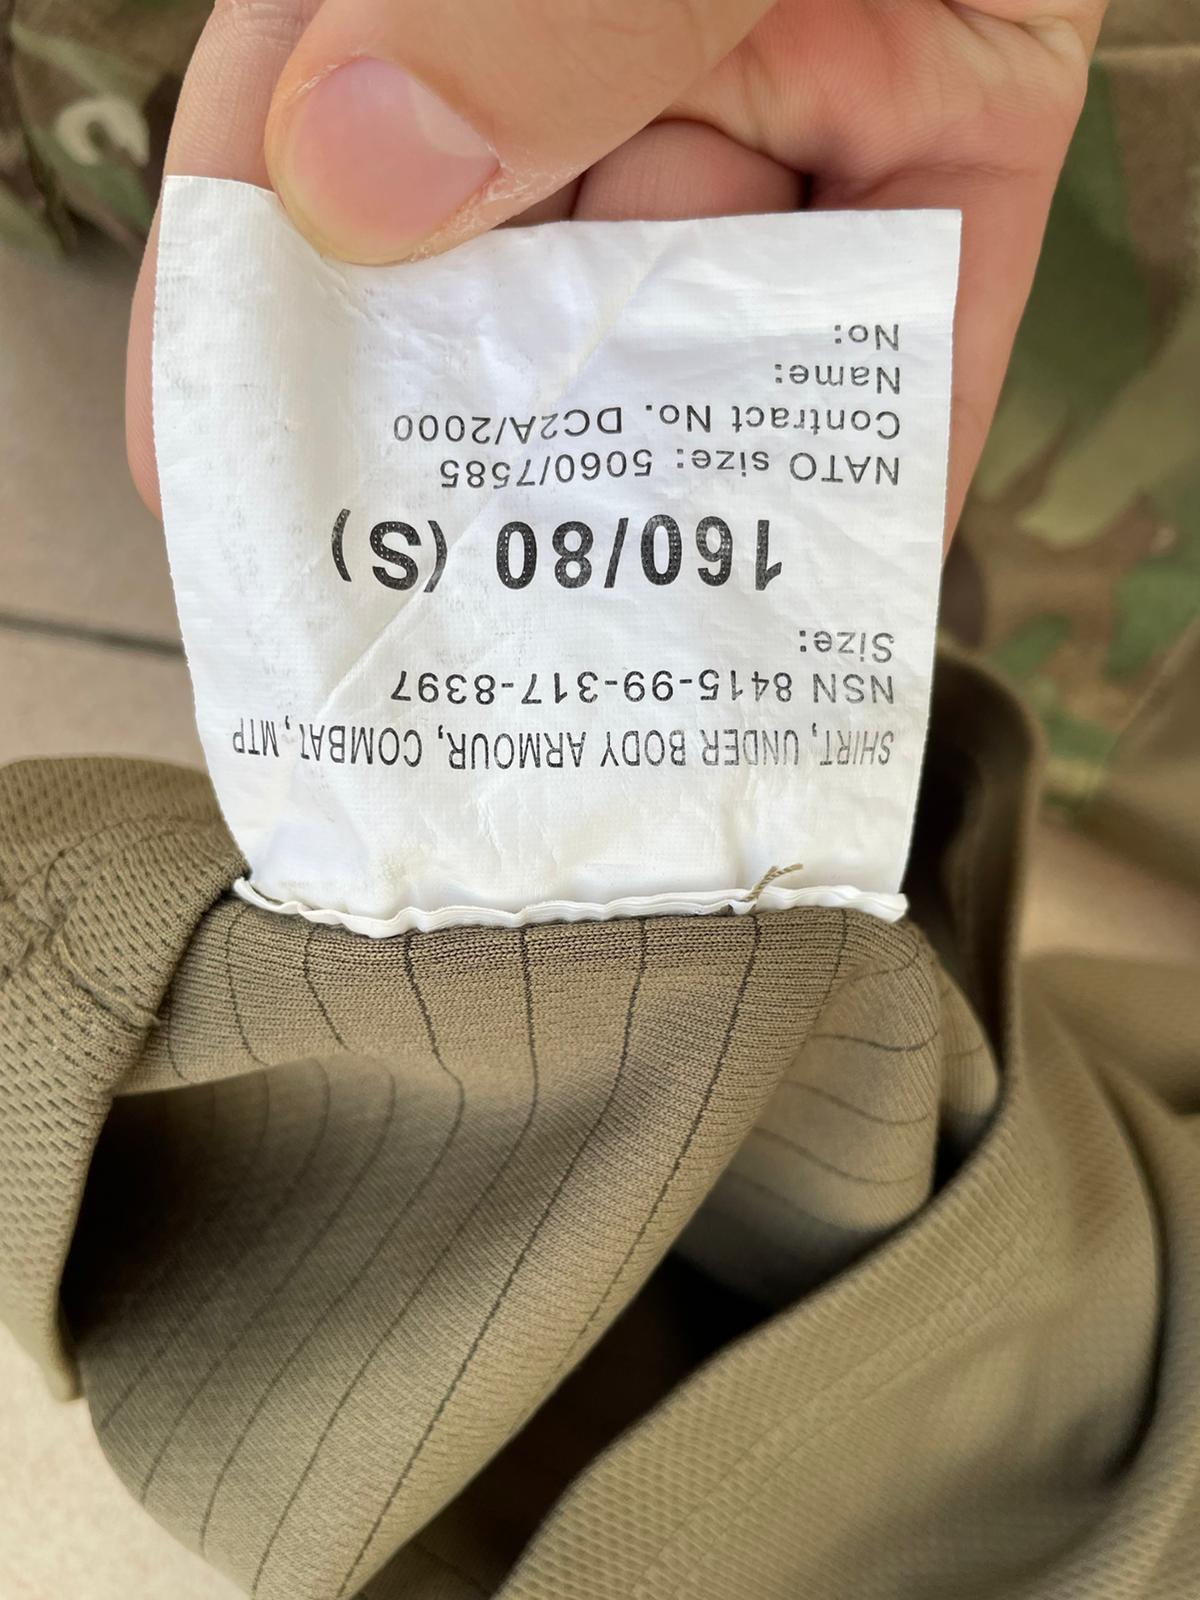 SHIRT, UNDER BODY ARMOUR, COMBAT, MTP
NSN 8415-99-317-8397
Size:
160/80 (S)
NATO size: 5060/7585
Contract No. DC2A/2000
Name:
No: